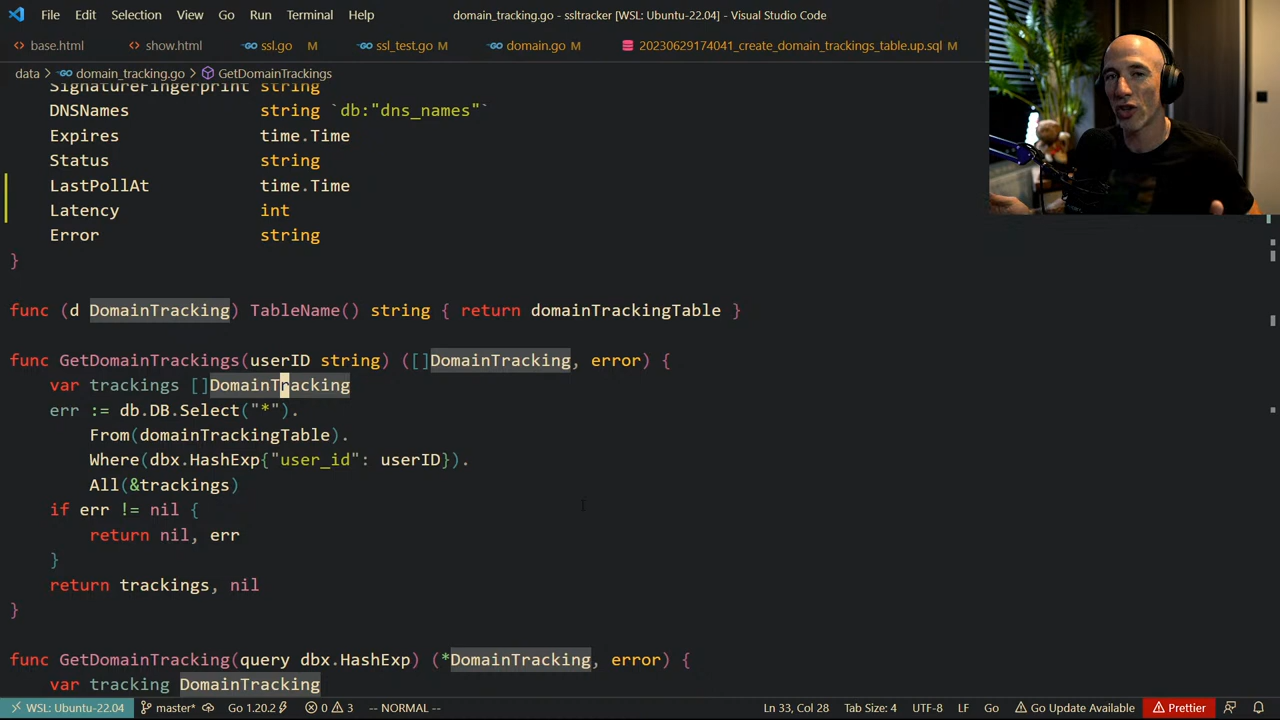 File Edit Selection View Go Run Terminal Help domain_tracking.go - ssltracker [WSL: Ubuntu-22.04] - Visual Studio Code
base.html show.html ssl.go M ssl_test.go M domain.go M 20230629174041_create_domain_trackings_table.up.sql M
data > domain_tracking.go > GetDomainTrackings
SignatureFingerprint string
DNSNames string `db:"dns_names"`
Expires time.Time
Status string
LastPollAt time.Time
Latency int
Error string
}
func (d DomainTracking) TableName() string { return domainTrackingTable }
func GetDomainTrackings(userID string) ([]DomainTracking, error) {
var trackings []DomainTracking
err := db.DB.Select("*").
From(domainTrackingTable).
Where(dbx.HashExp{"user_id": userID}).
All(&trackings)
if err != nil {
return nil, err
}
return trackings, nil
}
func GetDomainTracking(query dbx.HashExp) (*DomainTracking, error) {
var tracking DomainTracking
WSL: Ubuntu-22.04 master* Go 1.20.2 0 3 -- NORMAL -- Ln 33, Col 28 Tab Size: 4 UTF-8 LF Go Go Update Available Prettier